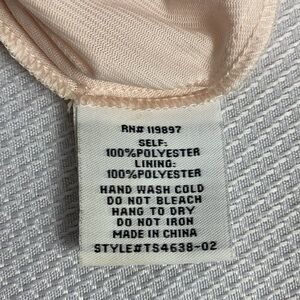 RN# 119897
SELF:
100%POLYESTER
LINING:
100%POLYESTER
HAND WASH COLD
DO NOT BLEACH
HANG TO DRY
DO NOT IRON
MADE IN CHINA
STYLE#TS4638-02